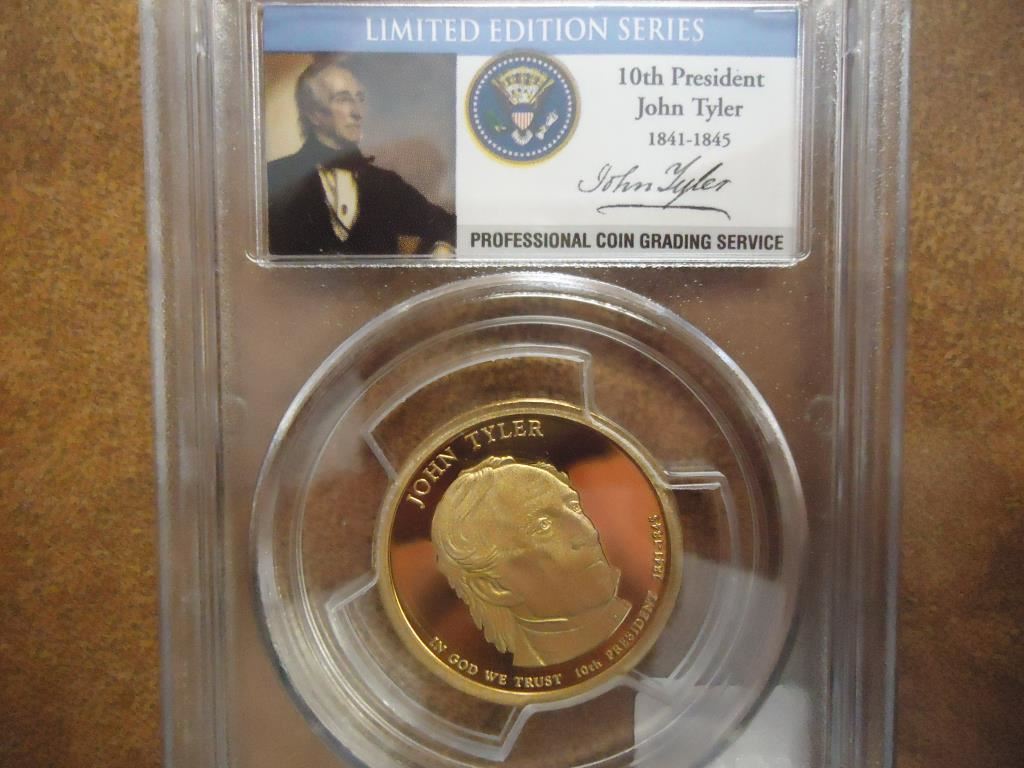 LIMITED EDITION SERIES
10th President
John Tyler
1841-1845
John Tyler
PROFESSIONAL COIN GRADING SERVICE
JOHN TYLER
IN GOD WE TRUST 10th PRESIDENT 1841-1845